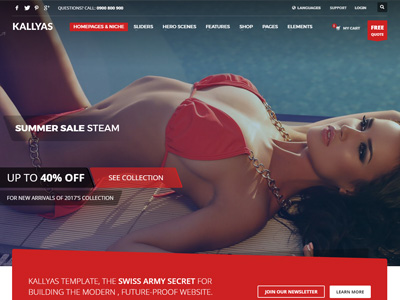 QUESTIONS? CALL: 0900 800 900
LANGUAGES SUPPORT LOGIN
KALLYAS
HOMEPAGES & NICHE SLIDERS HERO SCENES FEATURES SHOP PAGES ELEMENTS
MY CART
FREE
QUOTE
SUMMER SALE STEAM
UP TO 40% OFF
SEE COLLECTION
FOR NEW ARRIVALS OF 2017'S COLLECTION
KALLYAS TEMPLATE, THE SWISS ARMY SECRET FOR
BUILDING THE MODERN , FUTURE-PROOF WEBSITE.
JOIN OUR NEWSLETTER
LEARN MORE